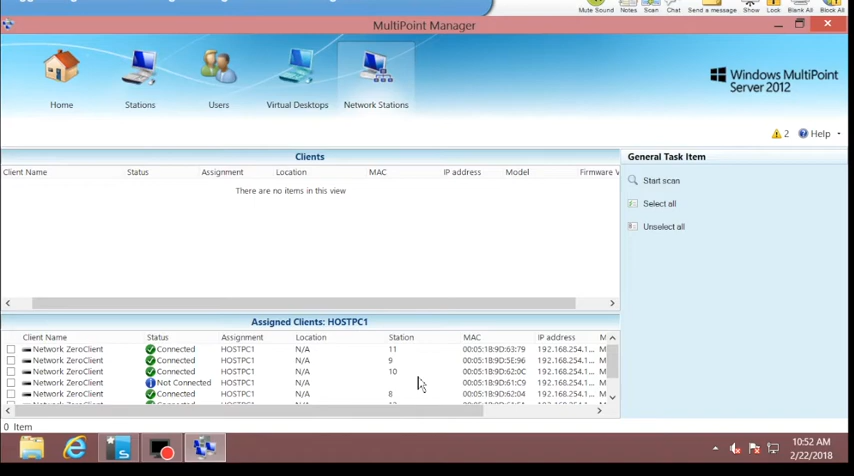 Mute Sound Notes Scan Chat Send a message Show Lock Blank All Block All
MultiPoint Manager
Home Stations Users Virtual Desktops Network Stations
Windows MultiPoint
Server 2012
2 Help
Clients
General Task Item
Client Name Status Assignment Location MAC IP address Model Firmware V
Start scan
There are no items in this view
Select all
Unselect all
Assigned Clients: HOSTPC1
Client Name Status Assignment Location Station MAC IP address M
Network ZeroClient Connected HOSTPC1 N/A 11 00:05:1B:9D:63:79 192.168.254.1... M
Network ZeroClient Connected HOSTPC1 N/A 9 00:05:1B:9D:5E:96 192.168.254.1... M
Network ZeroClient Connected HOSTPC1 N/A 10 00:05:1B:9D:62:0C 192.168.254.1... M
Network ZeroClient Not Connected HOSTPC1 N/A 00:05:1B:9D:61:C9 192.168.254.1... M
Network ZeroClient Connected HOSTPC1 N/A 8 00:05:1B:9D:62:04 192.168.254.1... M
0 Item
10:52 AM
2/22/2018